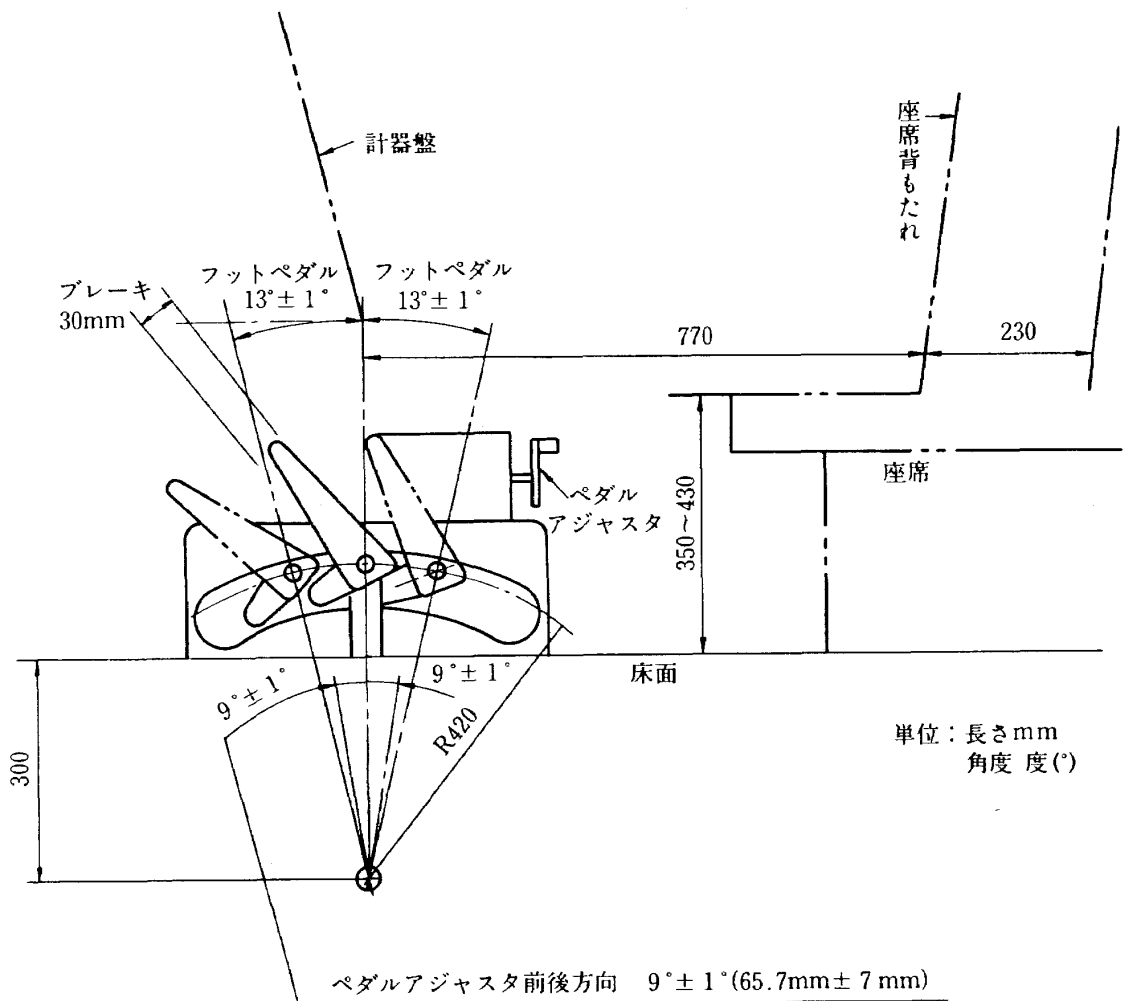 計器盤
座席背もたれ
フットペダル
13°± 1°
フットペダル
13°± 1°
ブレーキ
30mm
770
230
座席
ペダル
アジャスタ
350～430
床面
9°± 1°
9°± 1°
R420
300
単位：長さmm
角度 度(°)
ペダルアジャスタ前後方向 9°± 1°(65.7mm± 7 mm)